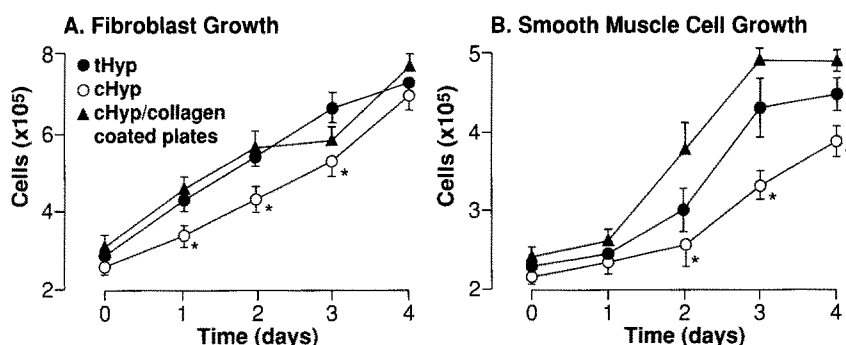 A. Fibroblast Growth
8
6
4
2
Cells (x10⁵)
tHyp
cHyp
cHyp/collagen
coated plates
*
*
*
0 1 2 3 4
Time (days)
B. Smooth Muscle Cell Growth
5
4
3
2
Cells (x10⁵)
*
*
0 1 2 3 4
Time (days)